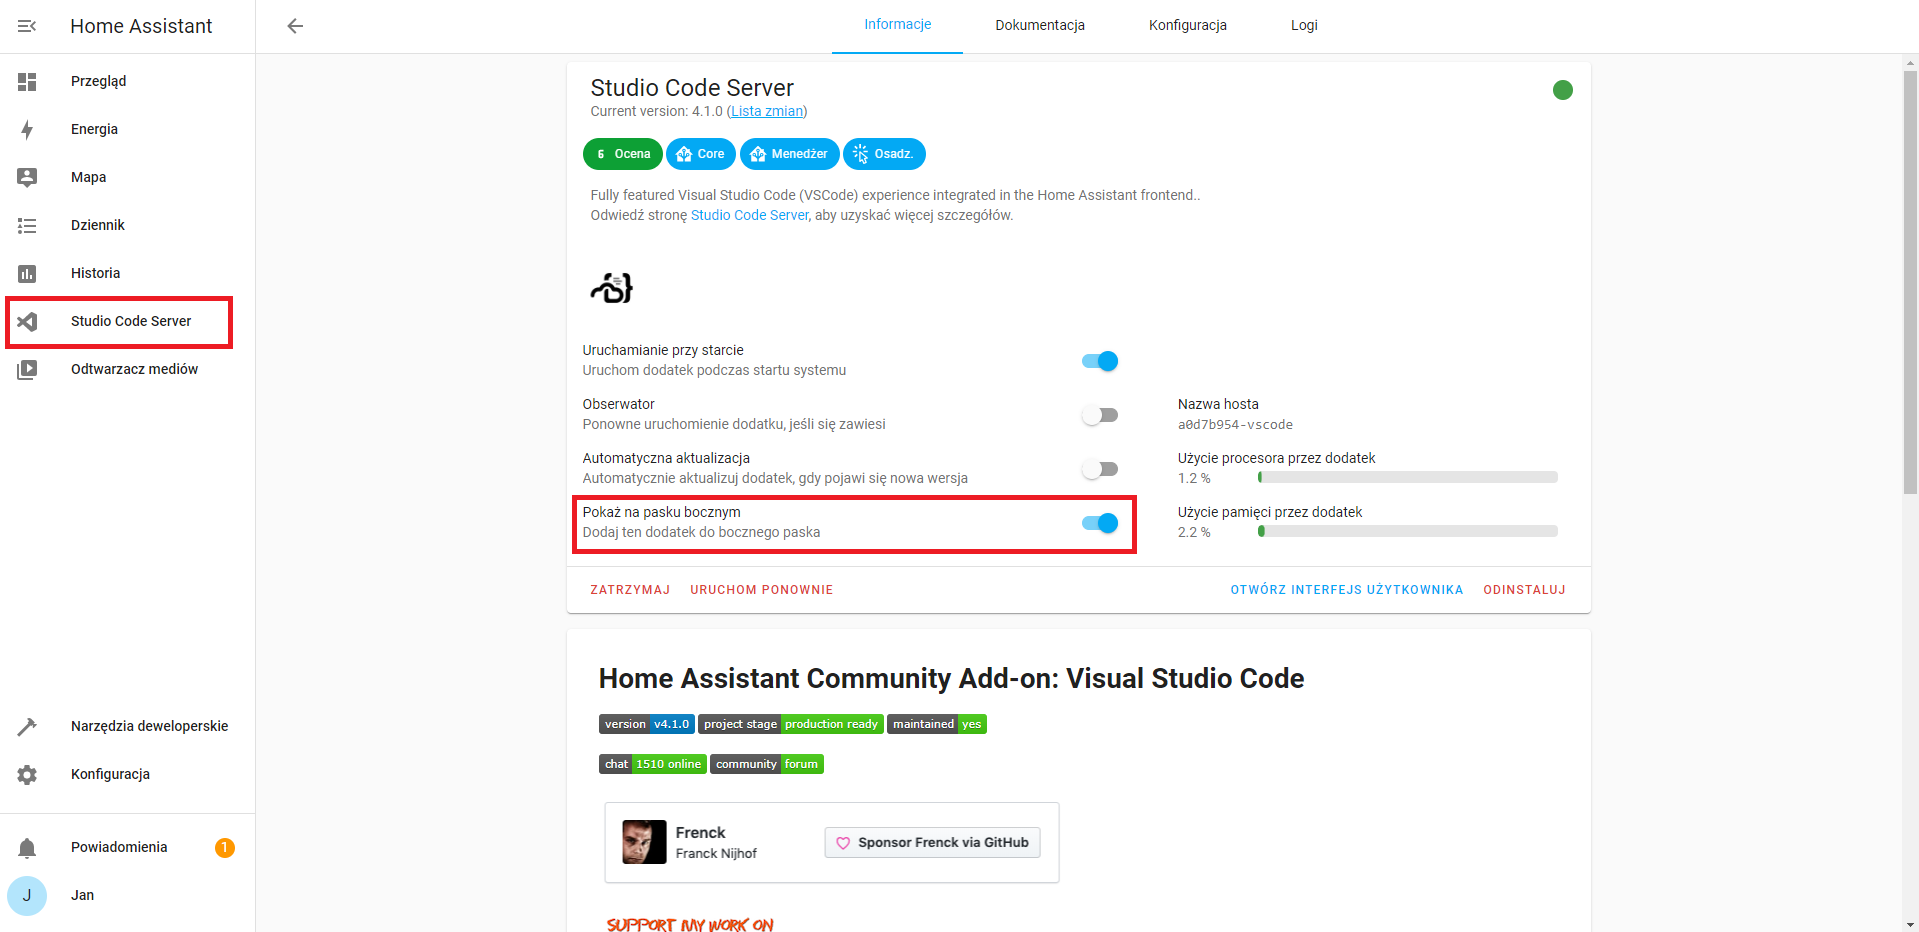 Home Assistant
Informacje
Dokumentacja
Konfiguracja
Logi
Przegląd
Energia
Mapa
Dziennik
Historia
Studio Code Server
Odtwarzacz mediów
Narzędzia deweloperskie
Konfiguracja
Powiadomienia
1
J
Jan
Studio Code Server
Current version: 4.1.0 (Lista zmian)
5 Ocena
Core
Menedżer
Osadz.
Fully featured Visual Studio Code (VSCode) experience integrated in the Home Assistant frontend..
Odwiedź stronę Studio Code Server, aby uzyskać więcej szczegółów.
Uruchamianie przy starcie
Uruchom dodatek podczas startu systemu
Obserwator
Ponowne uruchomienie dodatku, jeśli się zawiesi
Automatyczna aktualizacja
Automatycznie aktualizuj dodatek, gdy pojawi się nowa wersja
Pokaż na pasku bocznym
Dodaj ten dodatek do bocznego paska
Nazwa hosta
a0d7b954-vscode
Użycie procesora przez dodatek
1.2 %
Użycie pamięci przez dodatek
2.2 %
ZATRZYMAJ
URUCHOM PONOWNIE
OTWÓRZ INTERFEJS UŻYTKOWNIKA
ODINSTALUJ
Home Assistant Community Add-on: Visual Studio Code
version v4.1.0
project stage production ready
maintained yes
chat 1510 online
community forum
Frenck
Franck Nijhof
Sponsor Frenck via GitHub
SUPPORT MY WORK ON